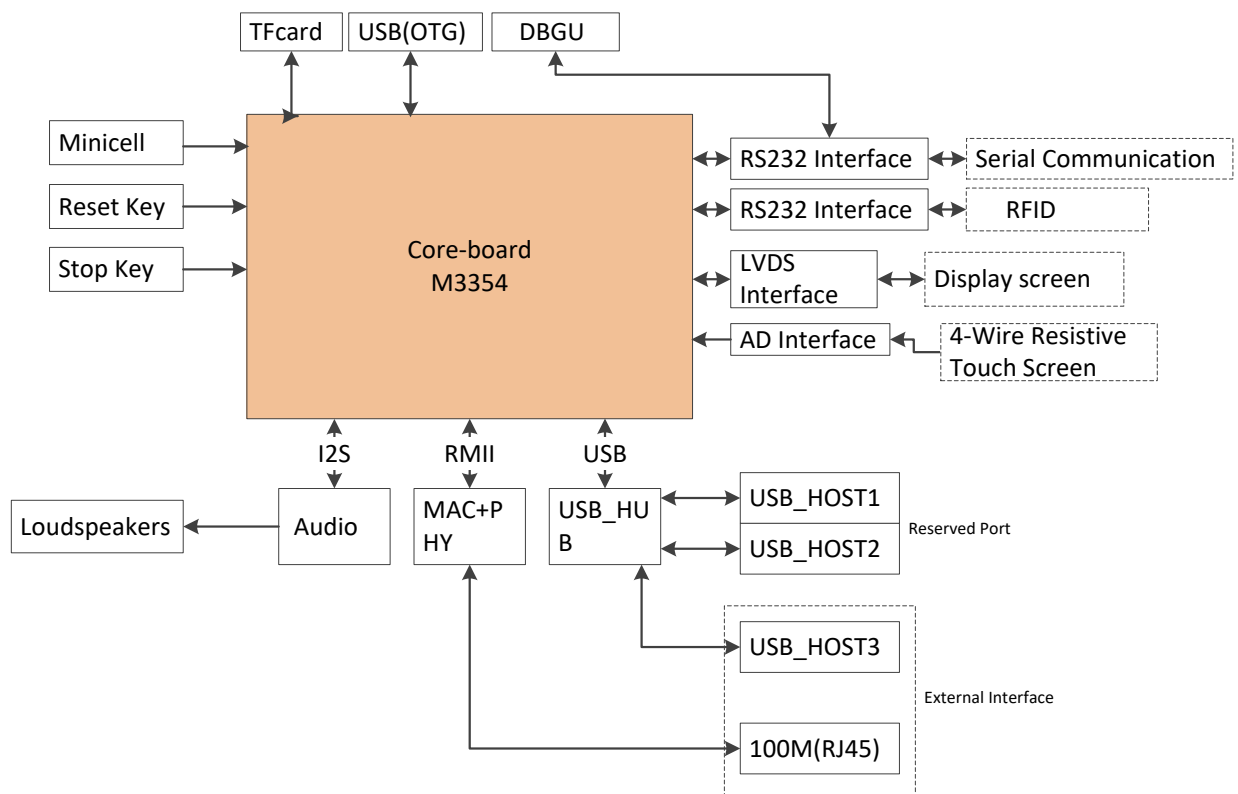 TFcard
USB(OTG)
DBGU
Minicell
Reset Key
Stop Key
Core-board
M3354
RS232 Interface
Serial Communication
RS232 Interface
RFID
LVDS
Interface
Display screen
AD Interface
4-Wire Resistive
Touch Screen
I2S
RMII
USB
Loudspeakers
Audio
MAC+P
HY
USB_HU
B
USB_HOST1
USB_HOST2
Reserved Port
USB_HOST3
External Interface
100M(RJ45)